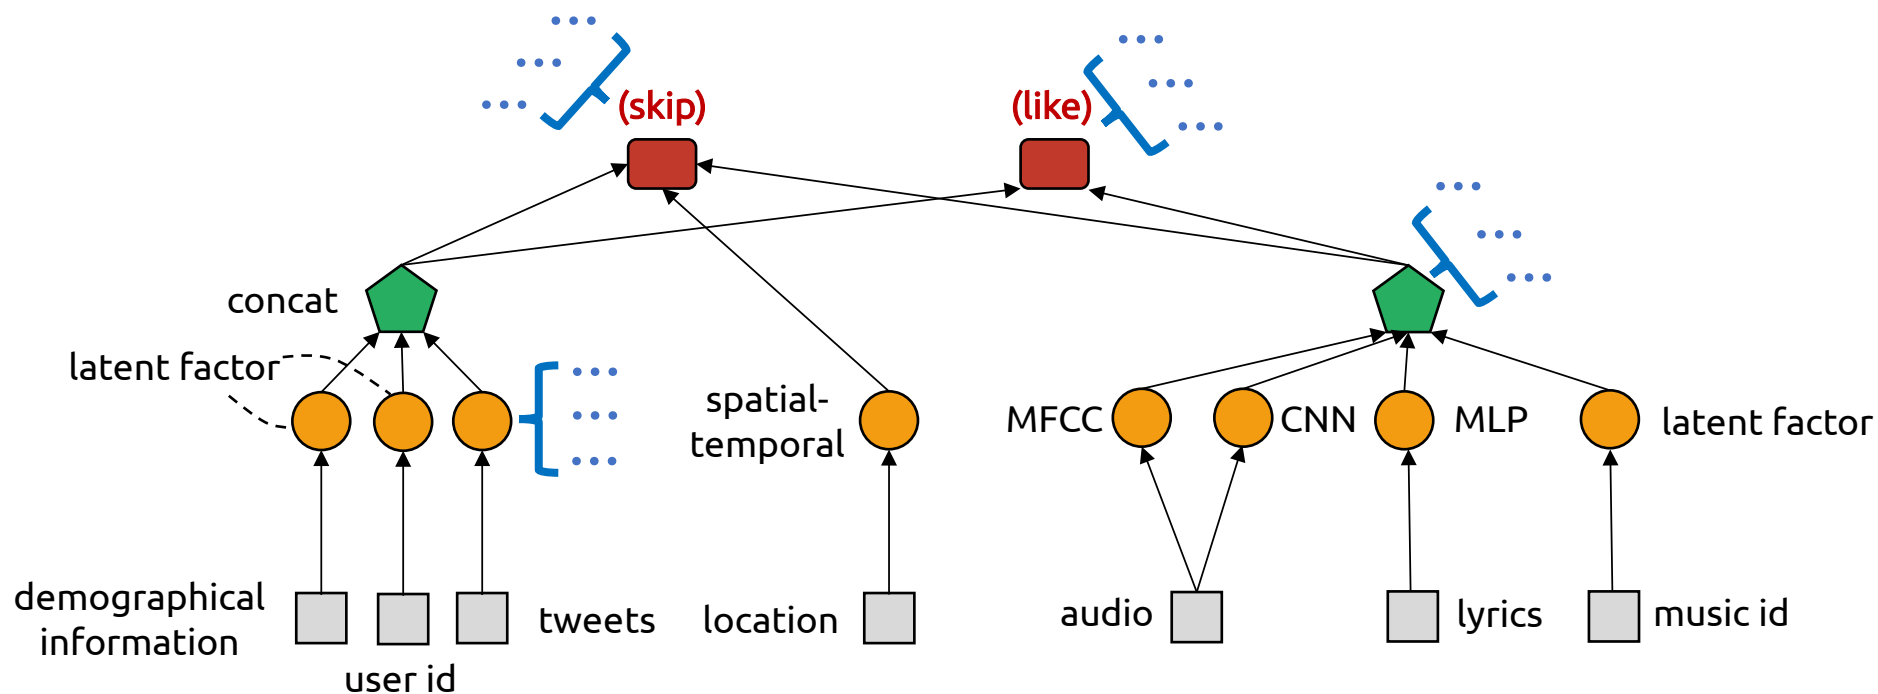 (skip)
(like)
concat
latent factor
spatial-
temporal
MFCC
CNN
MLP
latent factor
demographical
information
user id
tweets
location
audio
lyrics
music id